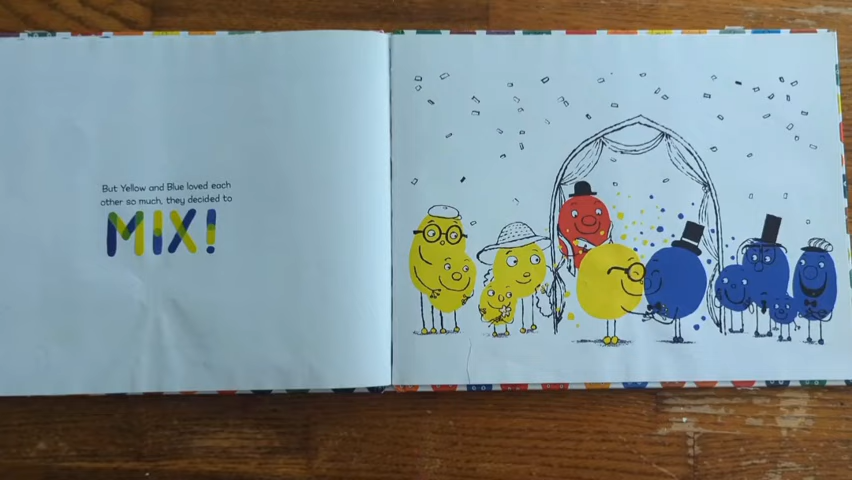 But Yellow and Blue loved each
other so much, they decided to
MIX!